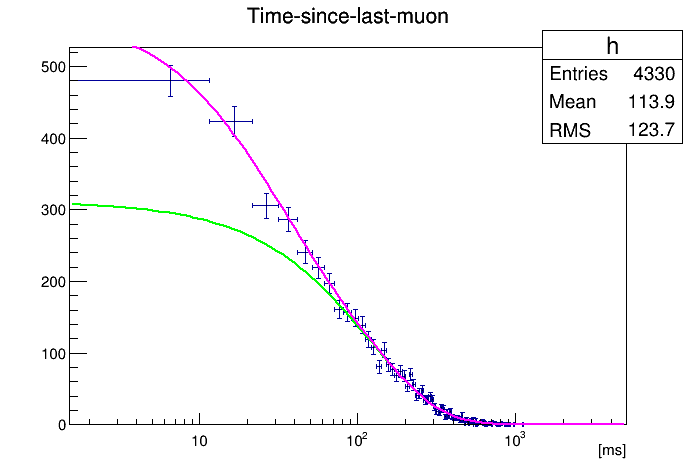 Time-since-last-muon
h
Entries 4330
Mean 113.9
RMS 123.7
500
400
300
200
100
0
10
10²
10³
[ms]